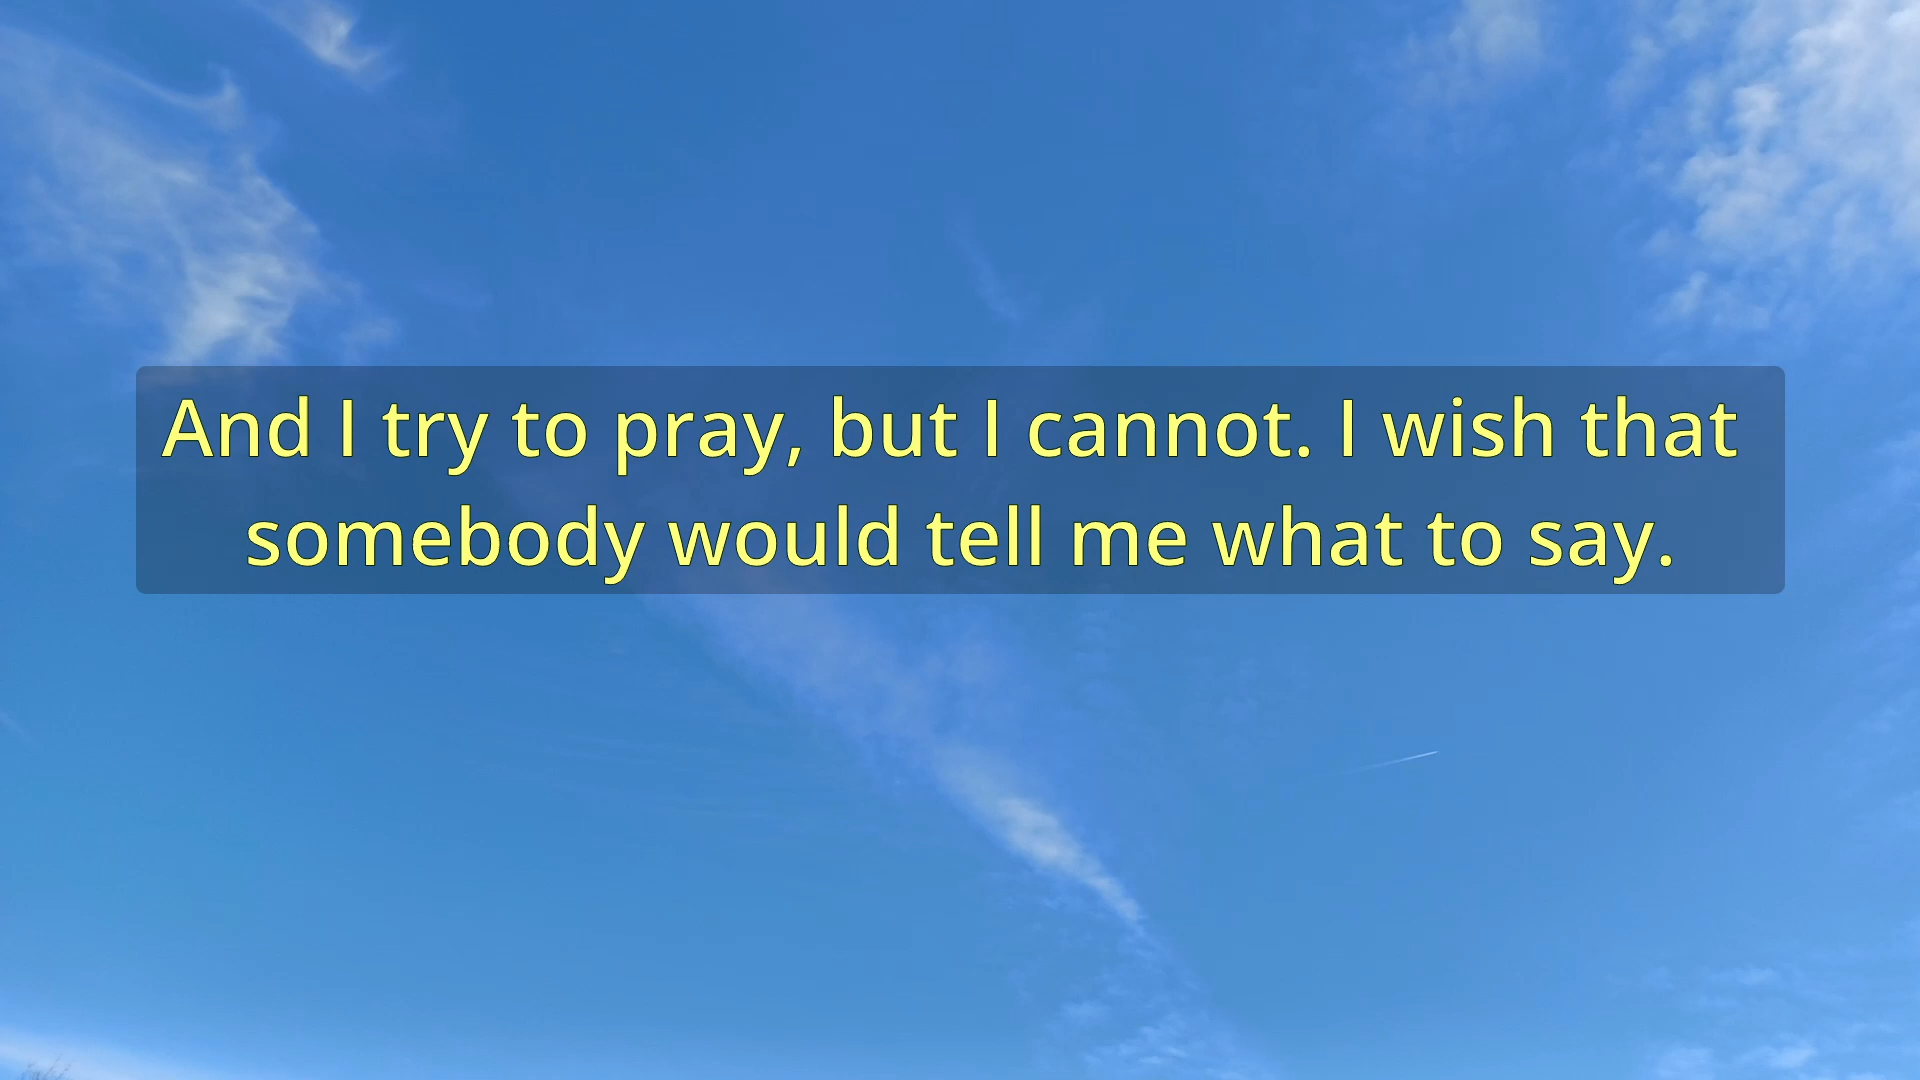 And I try to pray, but I cannot. I wish that
somebody would tell me what to say.